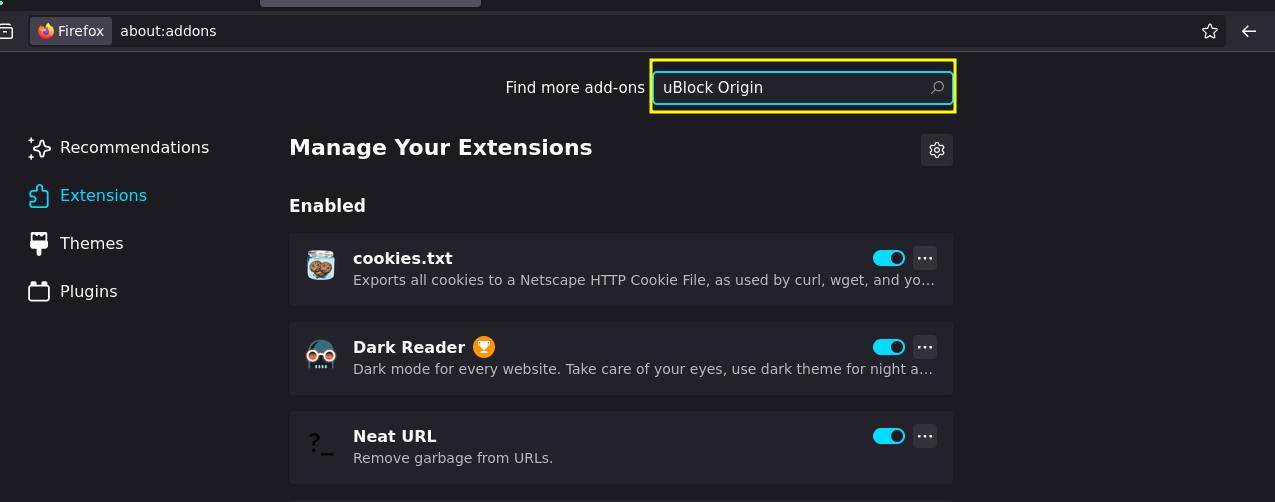 Firefox about:addons
Find more add-ons uBlock Origin
Recommendations
Extensions
Themes
Plugins
Manage Your Extensions
Enabled
cookies.txt
Exports all cookies to a Netscape HTTP Cookie File, as used by curl, wget, and yo…
Dark Reader
Dark mode for every website. Take care of your eyes, use dark theme for night a…
?_
Neat URL
Remove garbage from URLs.